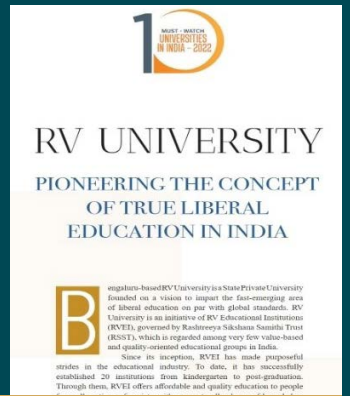 10
MUST - WATCH
UNIVERSITIES
IN INDIA - 2022
RV UNIVERSITY
PIONEERING THE CONCEPT
OF TRUE LIBERAL
EDUCATION IN INDIA
Bengaluru-based RV University is a State Private University
founded on a vision to impart the fast-emerging area
of liberal education on par with global standards. RV
University is an initiative of RV Educational Institutions
(RVEI), governed by Rashtreeya Sikshana Samithi Trust
(RSST), which is regarded among very few value-based
and quality-oriented educational groups in India.
Since its inception, RVEI has made purposeful
strides in the educational industry. To date, it has successfully
established 20 institutions from kindergarten to post-graduation.
Through them, RVEI offers affordable and quality education to people